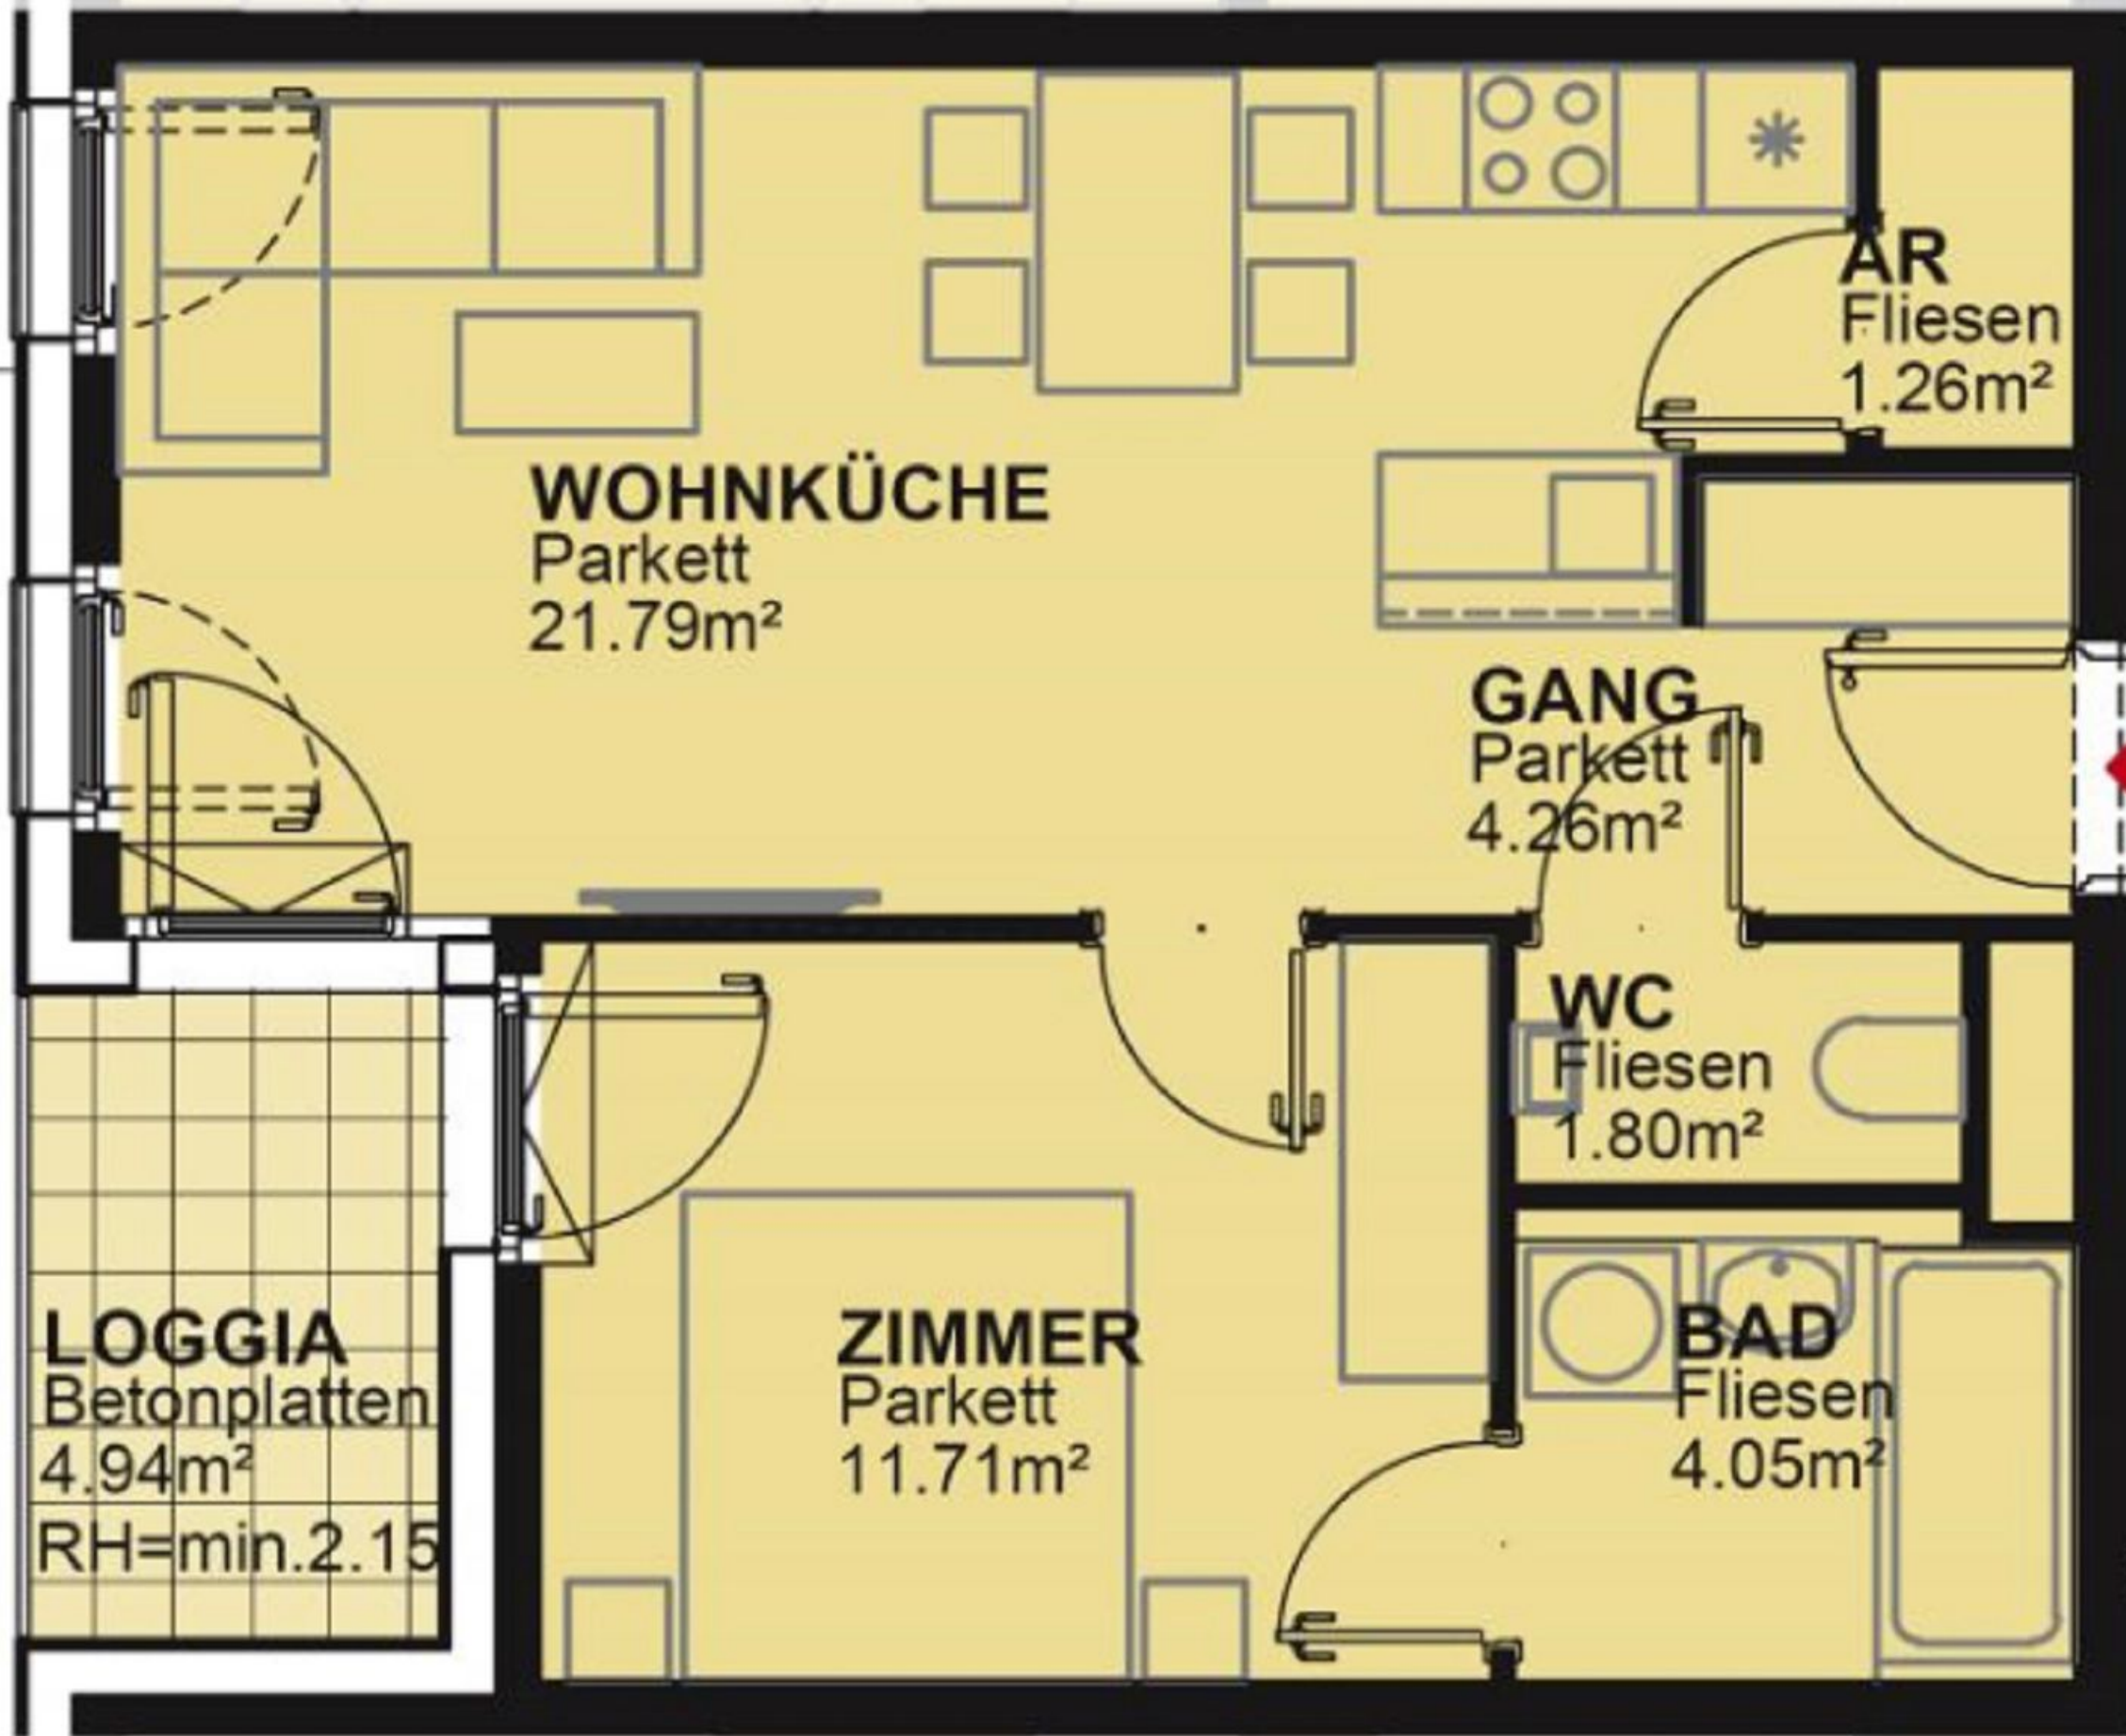 AR
Fliesen
1.26m²
WOHNKÜCHE
Parkett
21.79m²
GANG
Parkett
4.26m²
WC
Fliesen
1.80m²
LOGGIA
Betonplatten
4.94m²
RH=min.2.15
ZIMMER
Parkett
11.71m²
BAD
Fliesen
4.05m²